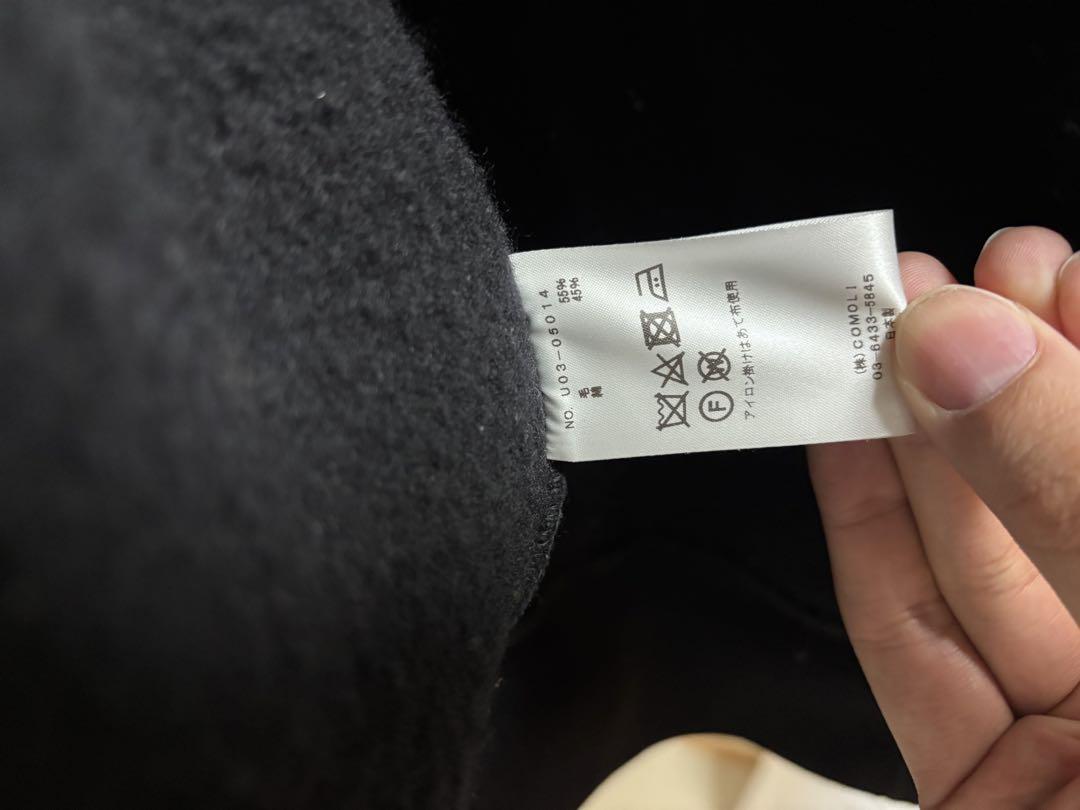 NO. U03-05014
毛 55%
綿 45%
F
W
アイロン掛けはあて布使用
(株)COMOLI
03-6433-5845
日本製